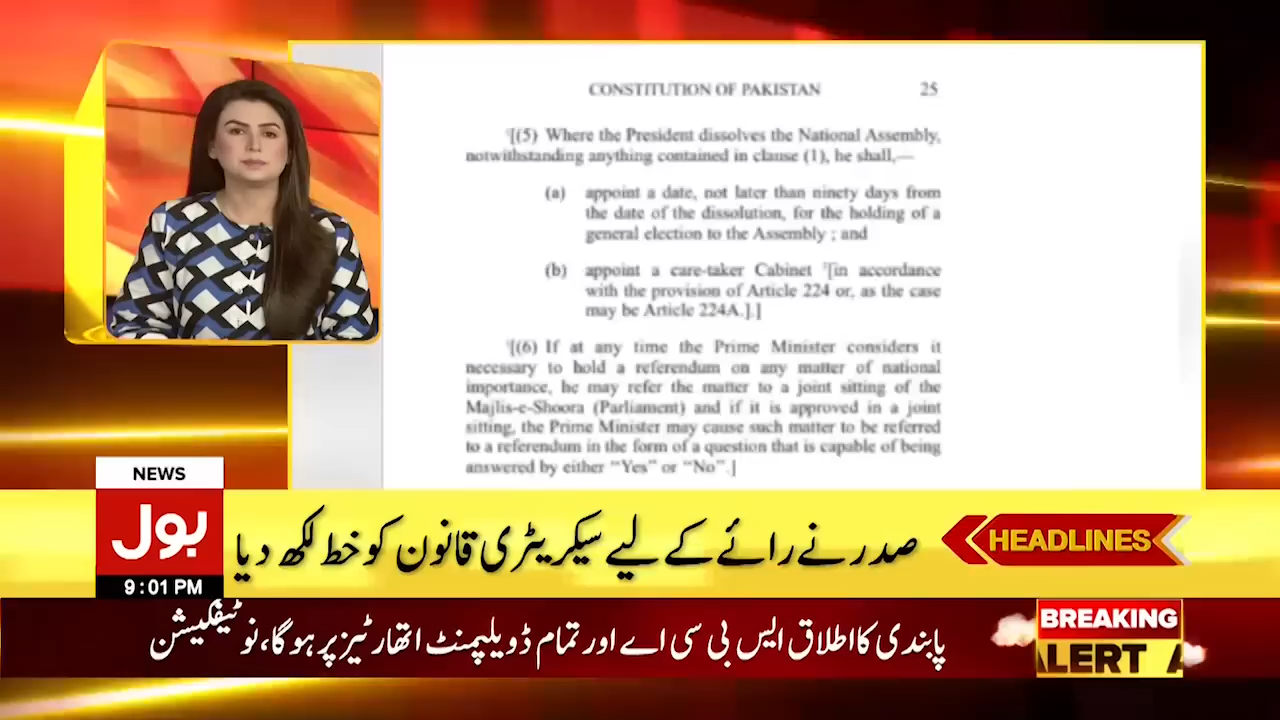 CONSTITUTION OF PAKISTAN 25
¹[(5) Where the President dissolves the National Assembly,
notwithstanding anything contained in clause (1), he shall,—
(a) appoint a date, not later than ninety days from
the date of the dissolution, for the holding of a
general election to the Assembly ; and
(b) appoint a care-taker Cabinet ²[in accordance
with the provision of Article 224 or, as the case
may be Article 224A.].]
¹[(6) If at any time the Prime Minister considers it
necessary to hold a referendum on any matter of national
importance, he may refer the matter to a joint sitting of the
Majlis-e-Shoora (Parliament) and if it is approved in a joint
sitting, the Prime Minister may cause such matter to be referred
to a referendum in the form of a question that is capable of being
answered by either “Yes” or “No”.]
NEWS
بول
9:01 PM
صدر نے رائے کے لیے سیکریٹری قانون کو خط لکھ دیا
HEADLINES
پابندی کا اطلاق ایس بی سی اے اور تمام ڈویلپمنٹ اتھارٹیز پر ہوگا، نوٹیفکیشن
BREAKING
ALERT